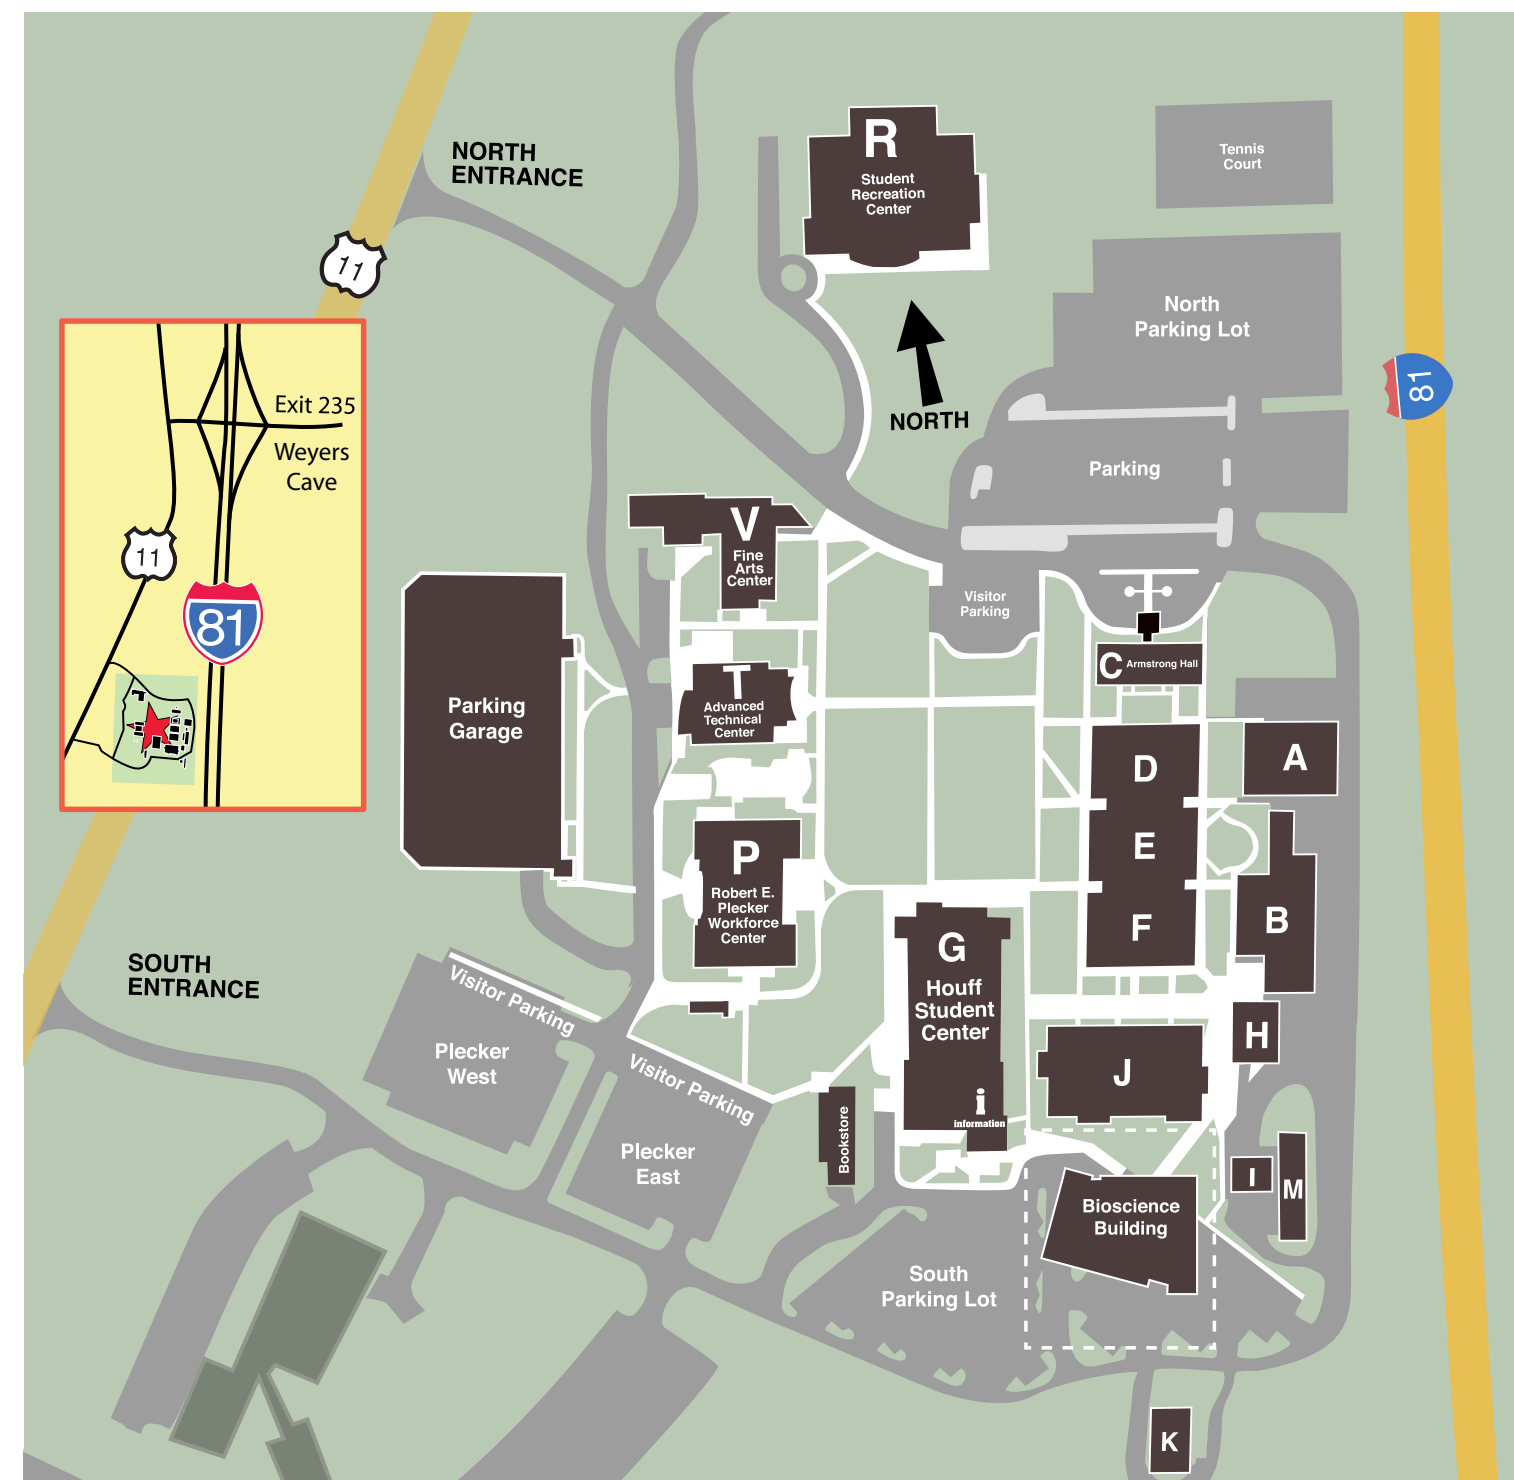 NORTH
ENTRANCE
11
R
Student
Recreation
Center
Tennis
Court
North
Parking Lot
81
NORTH
Parking
Exit 235
Weyers
Cave
11
81
V
Fine
Arts
Center
Visitor
Parking
C Armstrong Hall
Parking
Garage
T
Advanced
Technical
Center
D
A
E
P
Robert E.
Plecker
Workforce
Center
F
B
G
Houff
Student
Center
SOUTH
ENTRANCE
Visitor Parking
Plecker
West
H
J
Visitor Parking
i
information
Bookstore
Plecker
East
I
M
Bioscience
Building
South
Parking Lot
K